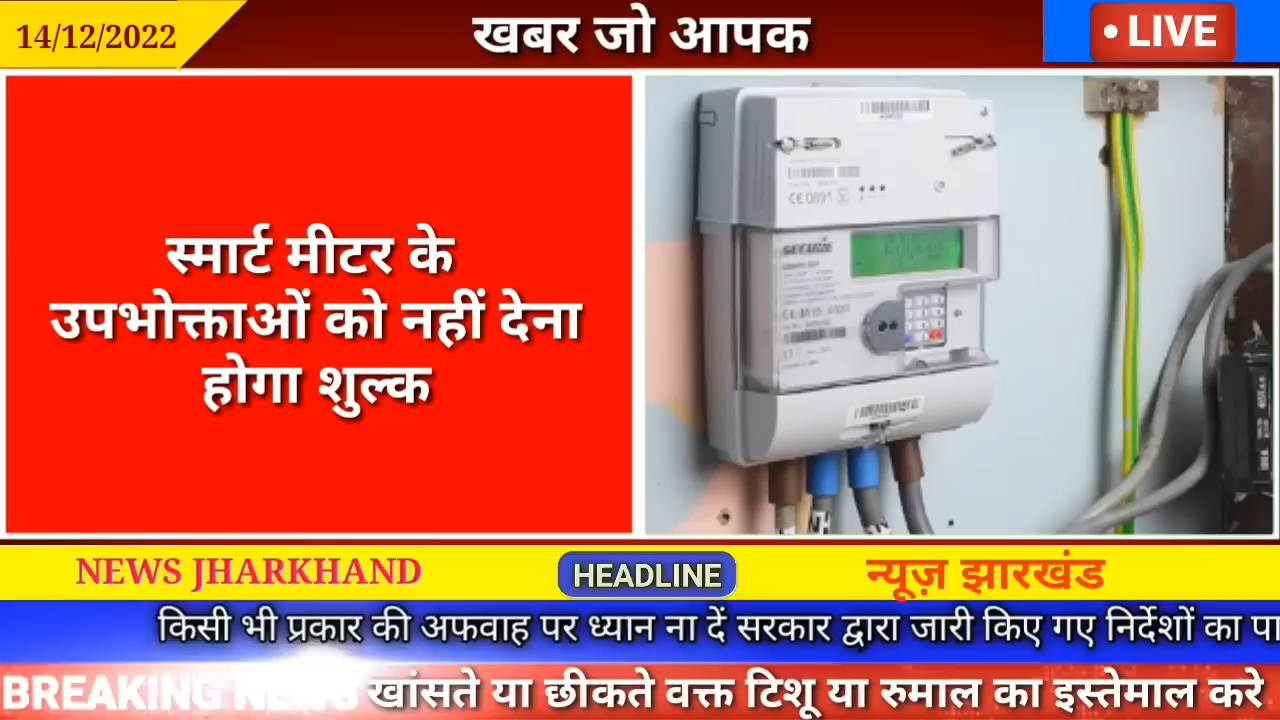 14/12/2022
खबर जो आपक
• LIVE
स्मार्ट मीटर के
उपभोक्ताओं को नहीं देना
होगा शुल्क
CE 0891
NEWS JHARKHAND
HEADLINE
न्यूज़ झारखंड
किसी भी प्रकार की अफवाह पर ध्यान ना दें सरकार द्वारा जारी किए गए निर्देशों का पा
BREAKING NEWS खांसते या छीकते वक्त टिशू या रुमाल का इस्तेमाल करे